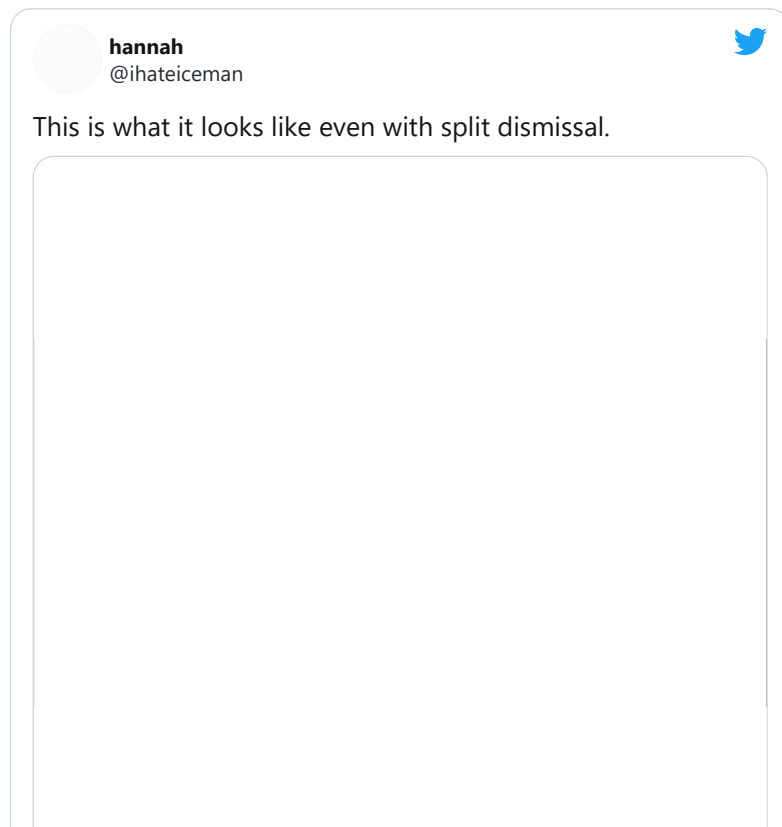 hannah
@ihateiceman
This is what it looks like even with split dismissal.